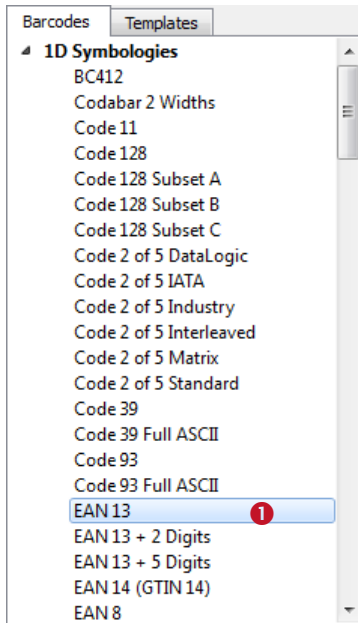 Barcodes Templates
1D Symbologies
BC412
Codabar 2 Widths
Code 11
Code 128
Code 128 Subset A
Code 128 Subset B
Code 128 Subset C
Code 2 of 5 DataLogic
Code 2 of 5 IATA
Code 2 of 5 Industry
Code 2 of 5 Interleaved
Code 2 of 5 Matrix
Code 2 of 5 Standard
Code 39
Code 39 Full ASCII
Code 93
Code 93 Full ASCII
EAN 13 1
EAN 13 + 2 Digits
EAN 13 + 5 Digits
EAN 14 (GTIN 14)
EAN 8